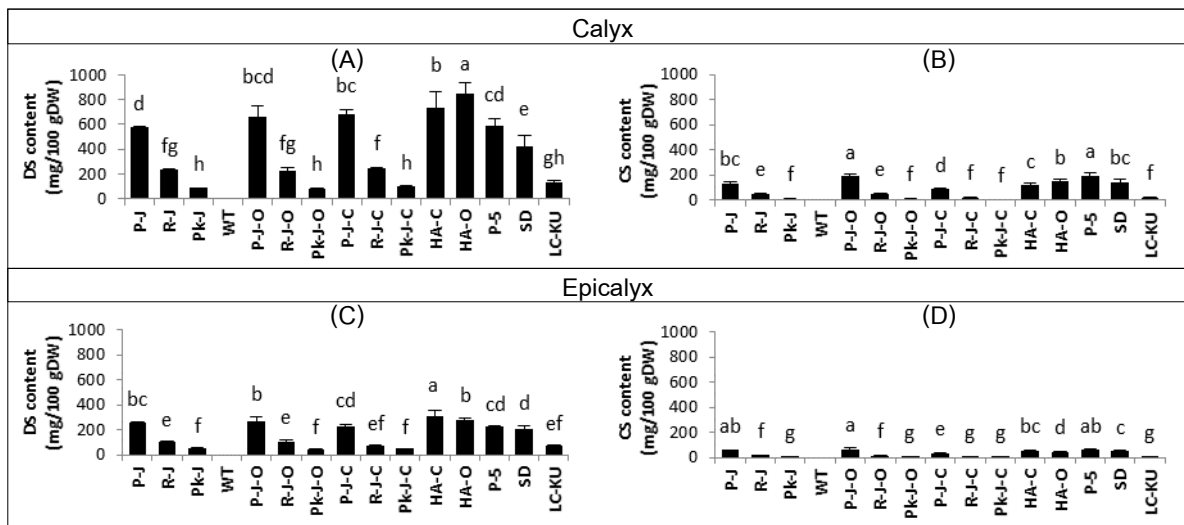 Calyx
(A)
DS content
(mg/100 gDW)
1000
800
600
400
200
0
d fg h bcd fg h bc f h b a cd e gh
P-J R-J Pk-J WT P-J-O R-J-O Pk-J-O P-J-C R-J-C Pk-J-C HA-C HA-O P-5 SD LC-KU
(B)
CS content
(mg/100 gDW)
1000
800
600
400
200
0
bc e f a e f d f f c b a bc f
P-J R-J Pk-J WT P-J-O R-J-O Pk-J-O P-J-C R-J-C Pk-J-C HA-C HA-O P-5 SD LC-KU
Epicalyx
(C)
DS content
(mg/100 gDW)
1000
800
600
400
200
0
bc e f b e f cd ef f a b cd d ef
P-J R-J Pk-J WT P-J-O R-J-O Pk-J-O P-J-C R-J-C Pk-J-C HA-C HA-O P-5 SD LC-KU
(D)
CS content
(mg/100 gDW)
1000
800
600
400
200
0
ab f g a f g e g g bc d ab c g
P-J R-J Pk-J WT P-J-O R-J-O Pk-J-O P-J-C R-J-C Pk-J-C HA-C HA-O P-5 SD LC-KU